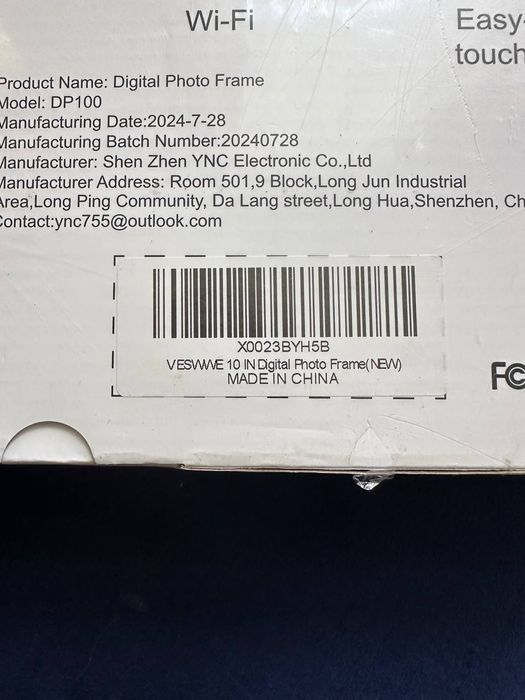 Wi-Fi
Easy-
touch
Product Name: Digital Photo Frame
Model: DP100
Manufacturing Date:2024-7-28
Manufacturing Batch Number:20240728
Manufacturer: Shen Zhen YNC Electronic Co.,Ltd
Manufacturer Address: Room 501,9 Block,Long Jun Industrial
Area,Long Ping Community, Da Lang street,Long Hua,Shenzhen, Ch
Contact:ync755@outlook.com
X0023BYH5B
VESVWVE 10 IN Digital Photo Frame(NEW)
MADE IN CHINA
FC